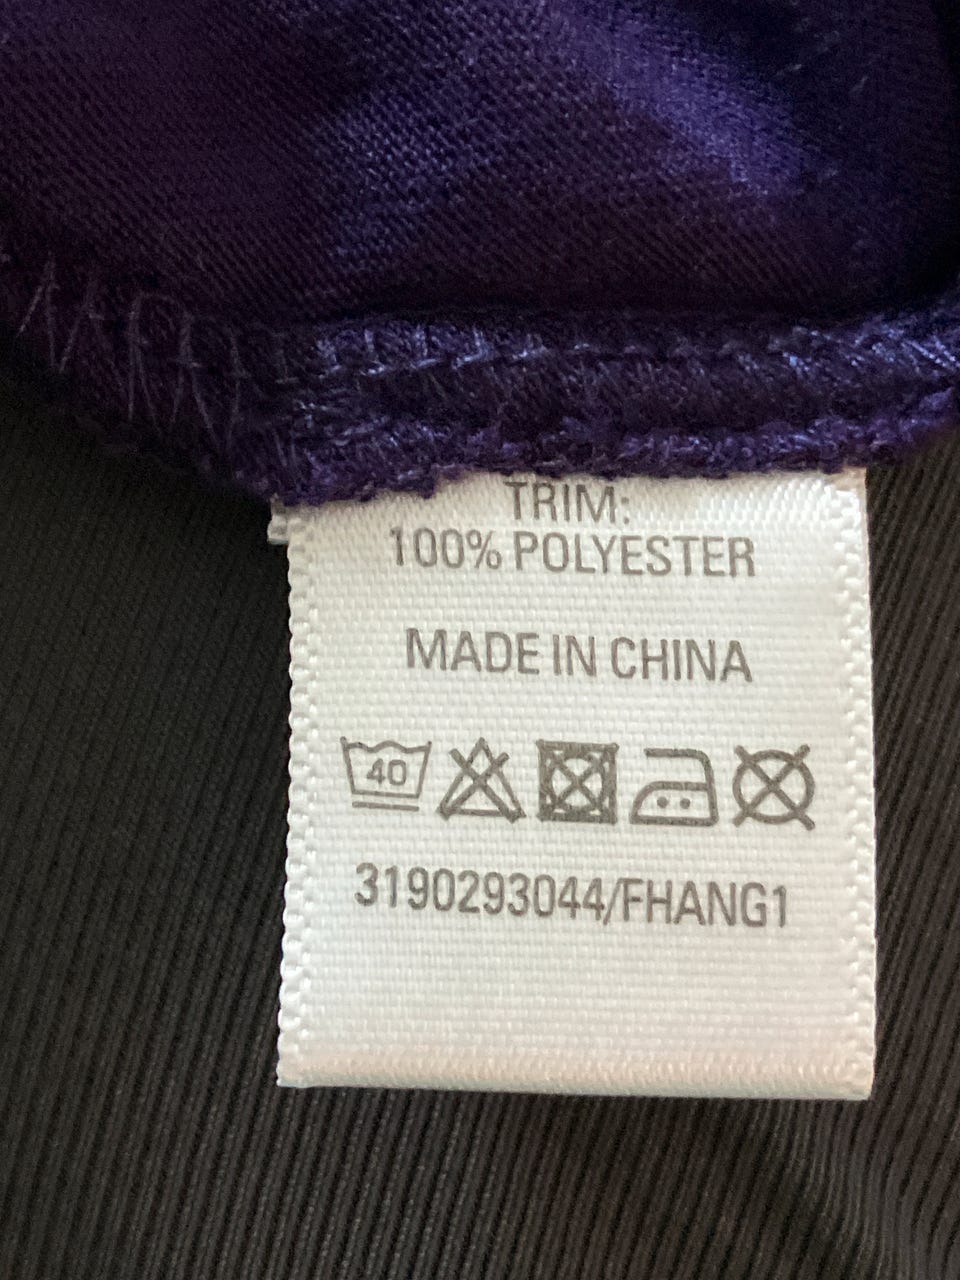 TRIM:
100% POLYESTER
MADE IN CHINA
40
3190293044/FHANG1